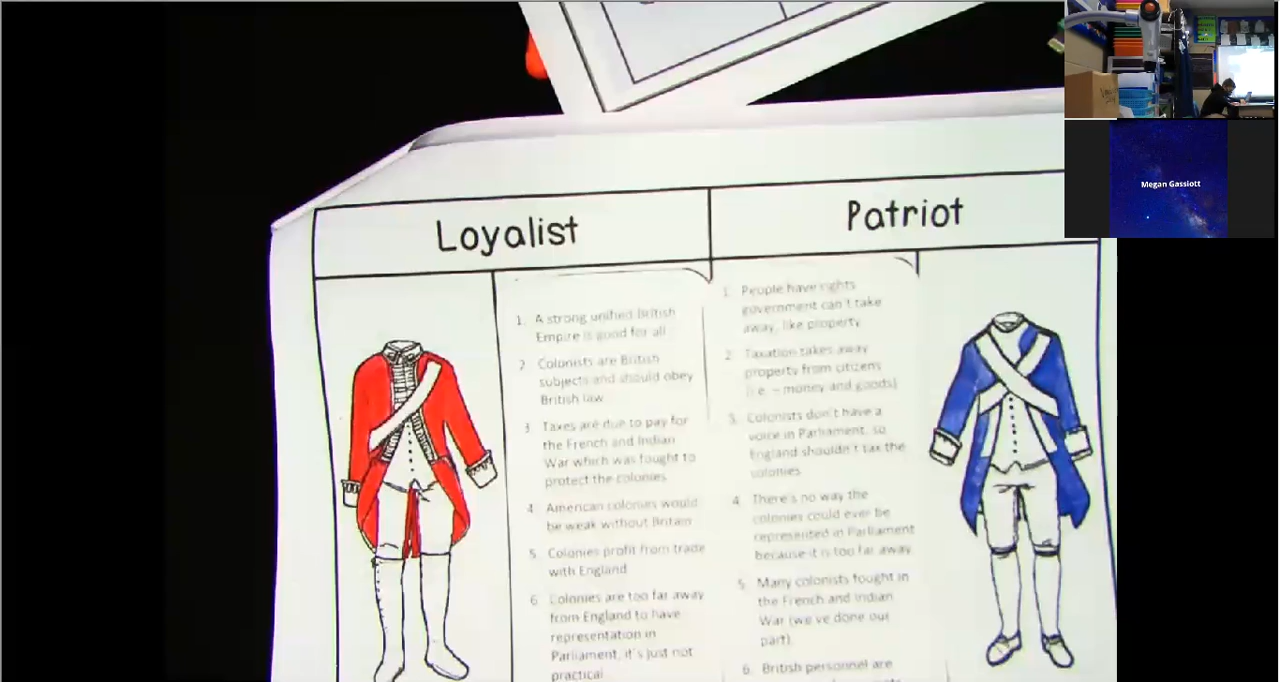 Loyalist
Patriot
1. A strong unified British
Empire is good for all
2. Colonists are British
subjects and should obey
British law
3. Taxes are due to pay for
the French and Indian
War which was fought to
protect the colonies
4. American colonies would
be weak without Britain
5. Colonies profit from trade
with England
6. Colonies are too far away
from England to have
representation in
Parliament, it's just not
practical
1. People have rights
government can't take
away, like property
2. Taxation takes away
property from citizens
(i.e. – money and goods)
3. Colonists don't have a
voice in Parliament, so
England shouldn't tax the
colonies
4. There's no way the
colonies could ever be
represented in Parliament
because it is too far away
5. Many colonists fought in
the French and Indian
War (we've done our
part)
6. British personnel are
Megan Gassiott